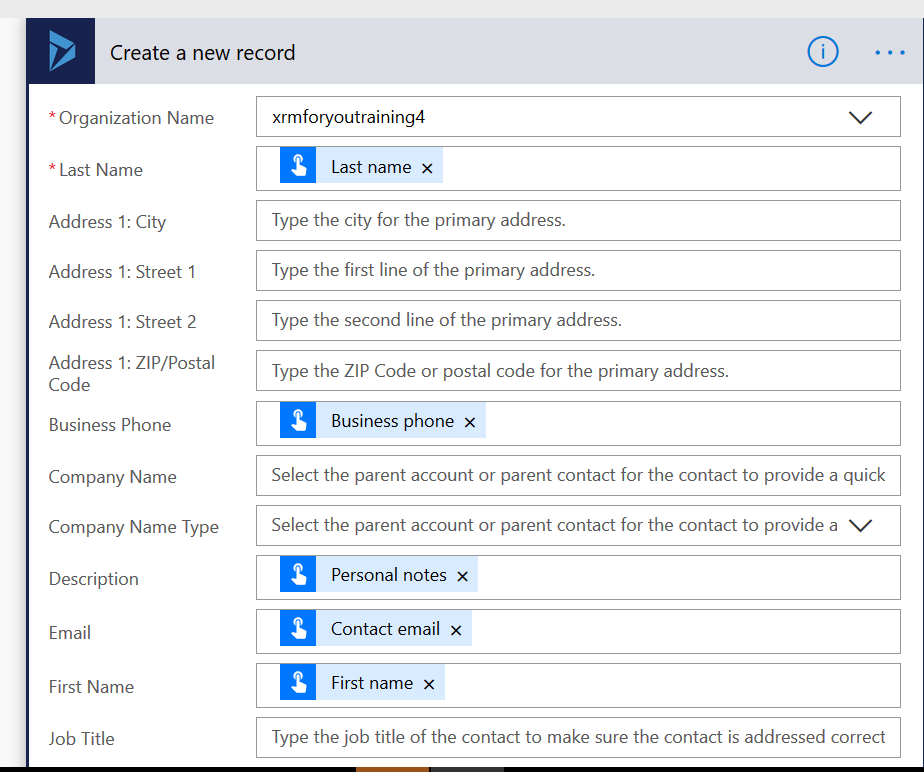 Create a new record
* Organization Name
xrmforyoutraining4
* Last Name
Last name ×
Address 1: City
Type the city for the primary address.
Address 1: Street 1
Type the first line of the primary address.
Address 1: Street 2
Type the second line of the primary address.
Address 1: ZIP/Postal
Code
Type the ZIP Code or postal code for the primary address.
Business Phone
Business phone ×
Company Name
Select the parent account or parent contact for the contact to provide a quick
Company Name Type
Select the parent account or parent contact for the contact to provide a
Description
Personal notes ×
Email
Contact email ×
First Name
First name ×
Job Title
Type the job title of the contact to make sure the contact is addressed correct